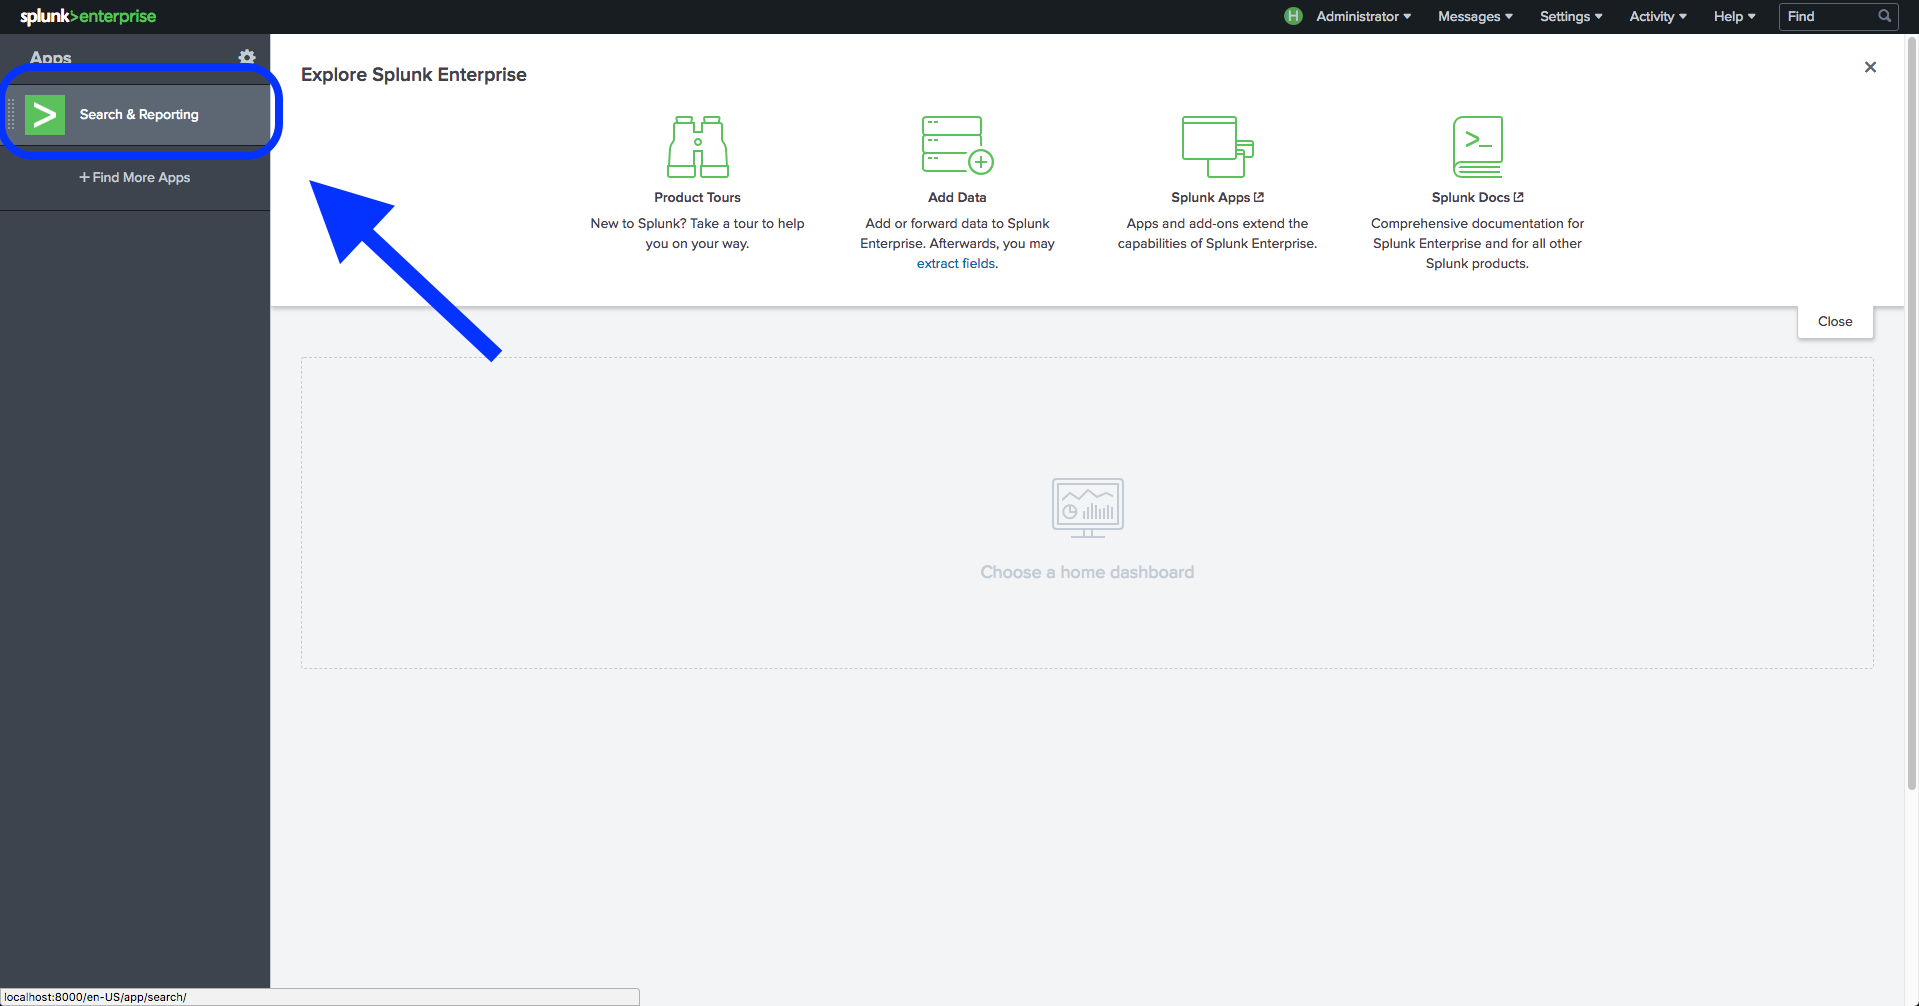 splunk>enterprise
H Administrator Messages Settings Activity Help Find
Apps
Search & Reporting
+ Find More Apps
Explore Splunk Enterprise
Product Tours
New to Splunk? Take a tour to help
you on your way.
Add Data
Add or forward data to Splunk
Enterprise. Afterwards, you may
extract fields.
Splunk Apps
Apps and add-ons extend the
capabilities of Splunk Enterprise.
Splunk Docs
Comprehensive documentation for
Splunk Enterprise and for all other
Splunk products.
Close
Choose a home dashboard
localhost:8000/en-US/app/search/